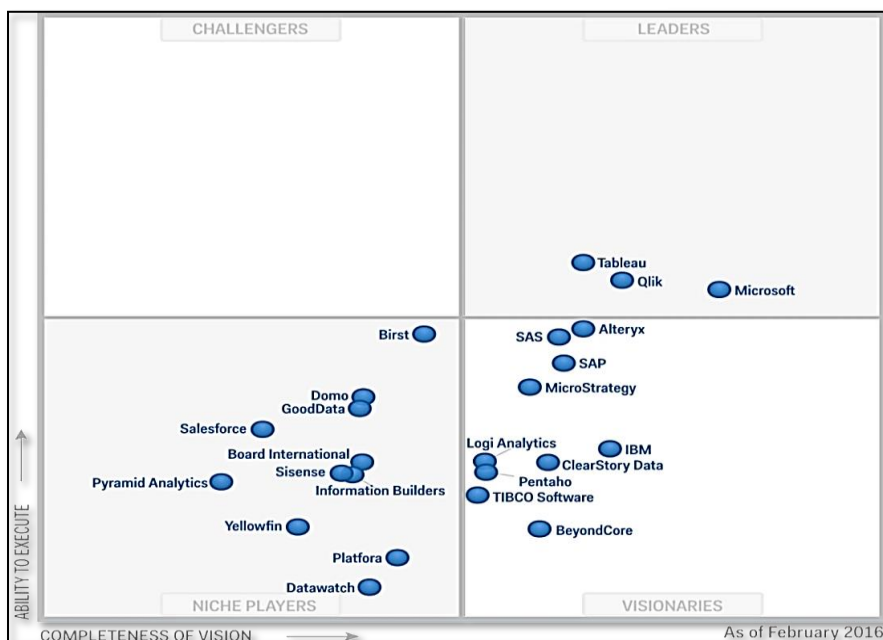 CHALLENGERS
LEADERS
Tableau
Qlik
Microsoft
Birst
Alteryx
SAS
SAP
MicroStrategy
Domo
GoodData
Salesforce
Logi Analytics
IBM
Board International
ClearStory Data
Sisense
Pyramid Analytics
Pentaho
Information Builders
TIBCO Software
Yellowfin
BeyondCore
Platfora
Datawatch
NICHE PLAYERS
VISIONARIES
ABILITY TO EXECUTE
COMPLETENESS OF VISION
As of February 2016